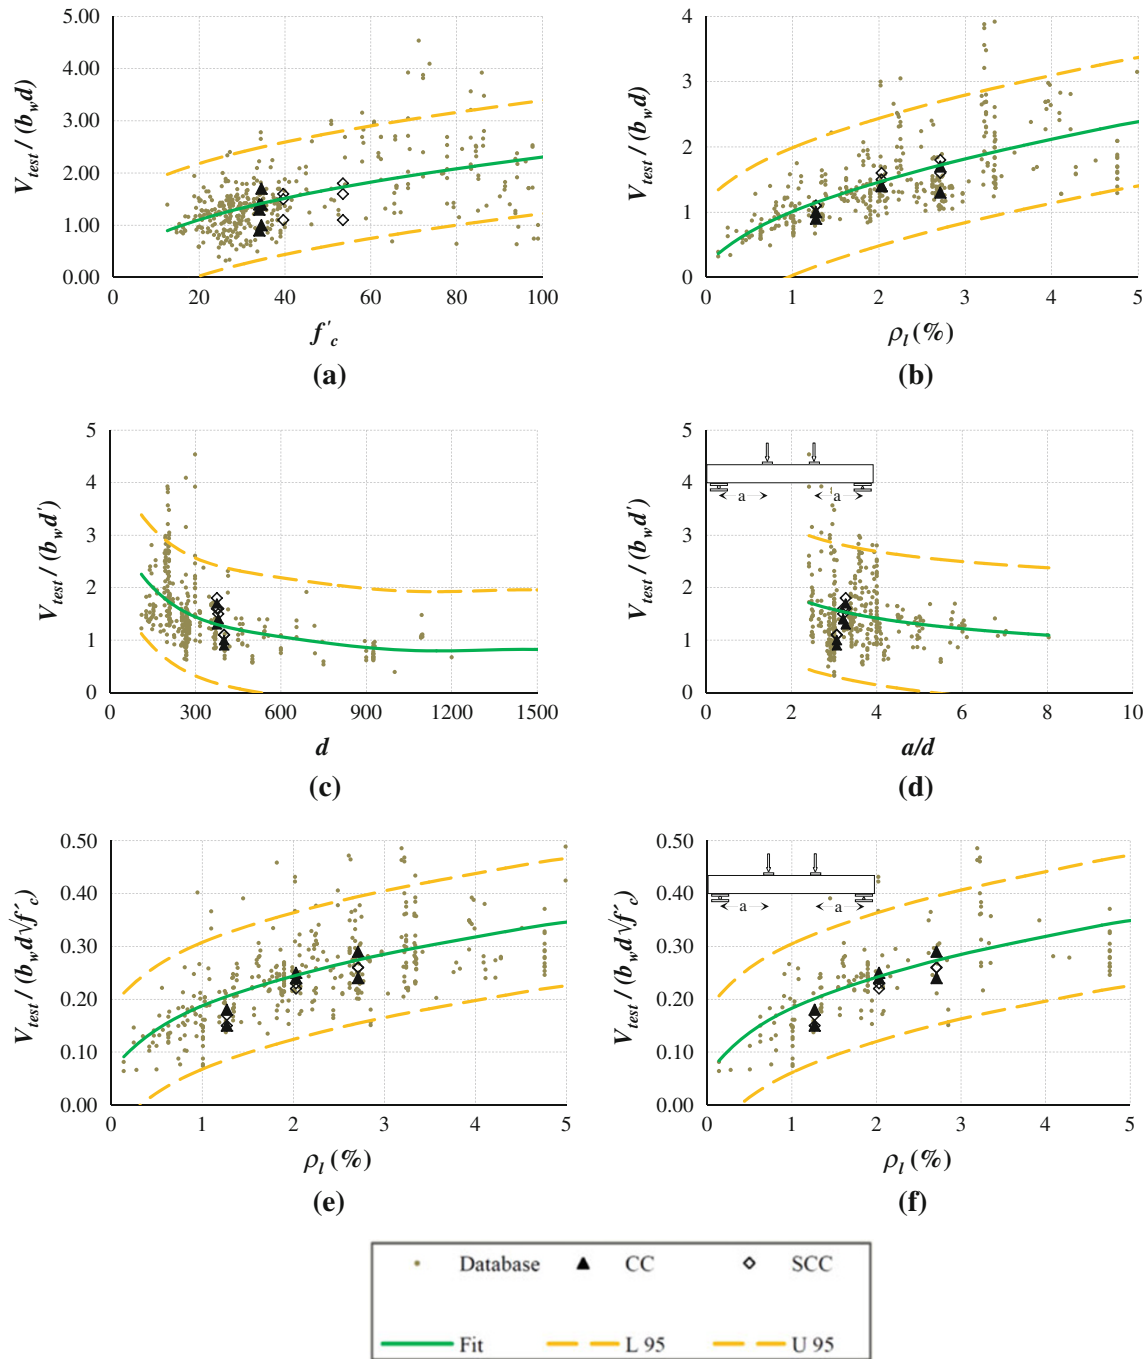 5.00
4.00
3.00
2.00
1.00
0.00
V_test / (b_w d)
0 20 40 60 80 100
f'_c
(a)
4
3
2
1
0
V_test / (b_w d)
0 1 2 3 4 5
ρ_l (%)
(b)
5
4
3
2
1
0
V_test / (b_w d')
0 300 600 900 1200 1500
d
(c)
5
4
3
2
1
0
V_test / (b_w d')
a a
0 2 4 6 8 10
a/d
(d)
0.50
0.40
0.30
0.20
0.10
0.00
V_test / (b_w d√f'_c)
0 1 2 3 4 5
ρ_l (%)
(e)
0.50
0.40
0.30
0.20
0.10
0.00
V_test / (b_w d√f'_c)
a a
0 1 2 3 4 5
ρ_l (%)
(f)
Database CC SCC
Fit L 95 U 95